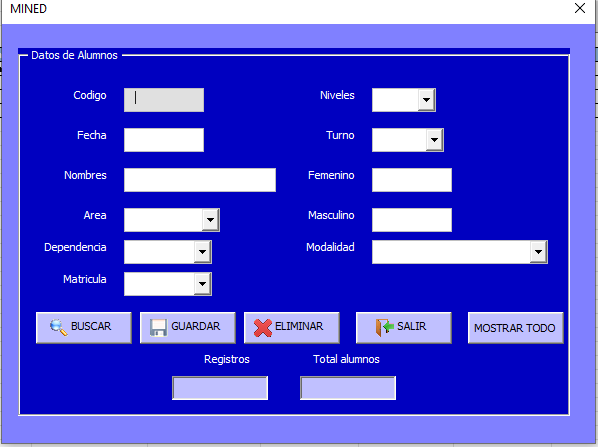 MINED
Datos de Alumnos
Codigo
Niveles
Fecha
Turno
Nombres
Femenino
Area
Masculino
Dependencia
Modalidad
Matricula
BUSCAR
GUARDAR
ELIMINAR
SALIR
MOSTRAR TODO
Registros
Total alumnos